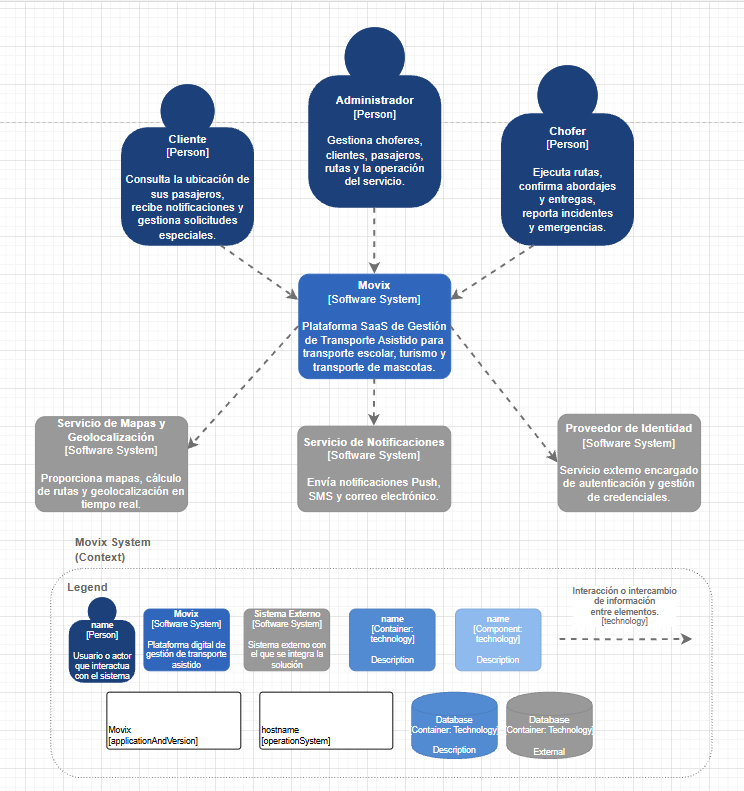 Administrador
[Person]
Gestiona choferes,
clientes, pasajeros,
rutas y la operación
del servicio.
Cliente
[Person]
Consulta la ubicación de
sus pasajeros,
recibe notificaciones y
gestiona solicitudes
especiales.
Chofer
[Person]
Ejecuta rutas,
confirma abordajes
y entregas,
reporta incidentes
y emergencias.
Movix
[Software System]
Plataforma SaaS de Gestión
de Transporte Asistido para
transporte escolar, turismo y
transporte de mascotas.
Servicio de Mapas y
Geolocalización
[Software System]
Proporciona mapas, cálculo
de rutas y geolocalización en
tiempo real.
Servicio de Notificaciones
[Software System]
Envía notificaciones Push,
SMS y correo electrónico.
Proveedor de Identidad
[Software System]
Servicio externo encargado
de autenticación y gestión
de credenciales.
Movix System
(Context)
Legend
name
[Person]
Usuario o actor
que interactua
con el sistema
Movix
[Software System]
Plataforma digital de
gestión de transporte
asistido
Sistema Externo
[Software System]
Sistema externo con
el que se integra la
solución
name
[Container:
technology]
Description
name
[Component:
technology]
Description
Interacción o intercambio
de información
entre elementos.
[technology]
Movix
[applicationAndVersion]
hostname
[operationSystem]
Database
[Container: Technology]
Description
Database
[Container: Technology]
External